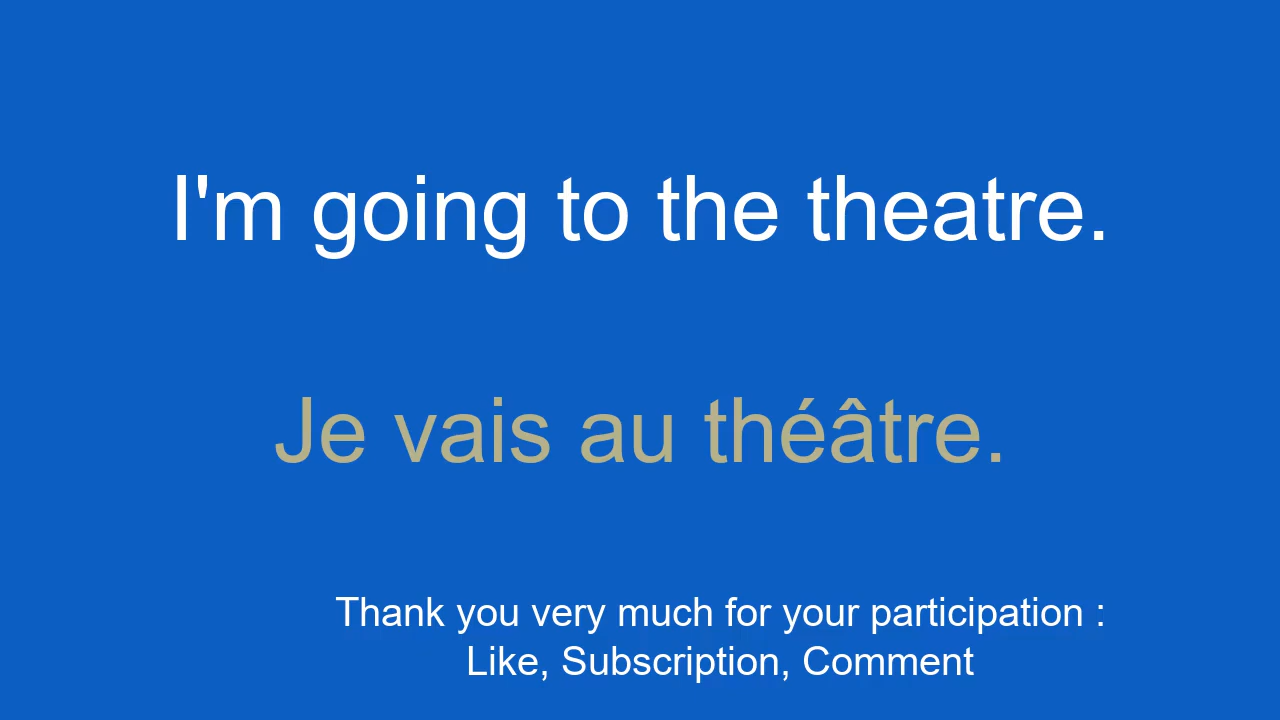 I'm going to the theatre.
Je vais au théâtre.
Thank you very much for your participation :
Like, Subscription, Comment